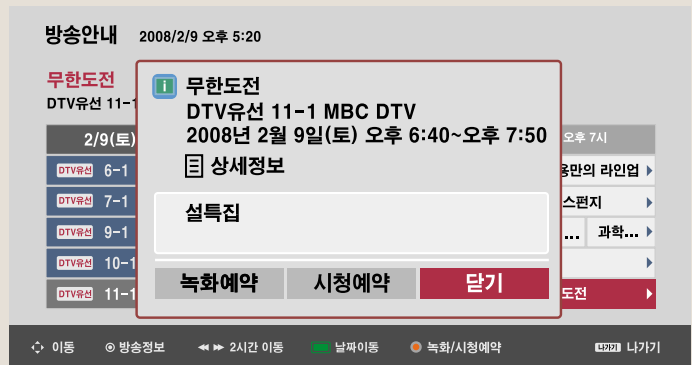 방송안내 2008/2/9 오후 5:20
무한도전
DTV유선 11-1
2/9(토)
오후 7시
DTV유선 6-1
용만의 라인업
DTV유선 7-1
스펀지
DTV유선 9-1
... 과학...
DTV유선 10-1
DTV유선 11-1
도전
무한도전
DTV유선 11-1 MBC DTV
2008년 2월 9일(토) 오후 6:40~오후 7:50
상세정보
설특집
녹화예약 시청예약 닫기
이동 방송정보 2시간 이동 날짜이동 녹화/시청예약 나가기 나가기